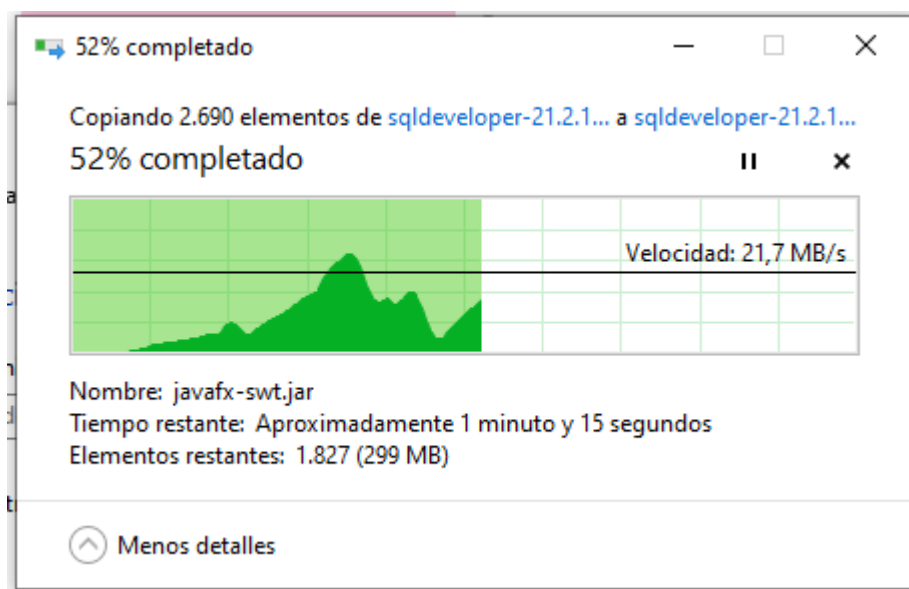 52% completado
Copiando 2.690 elementos de sqldeveloper-21.2.1... a sqldeveloper-21.2.1...
52% completado
Velocidad: 21,7 MB/s
Nombre: javafx-swt.jar
Tiempo restante: Aproximadamente 1 minuto y 15 segundos
Elementos restantes: 1.827 (299 MB)
Menos detalles